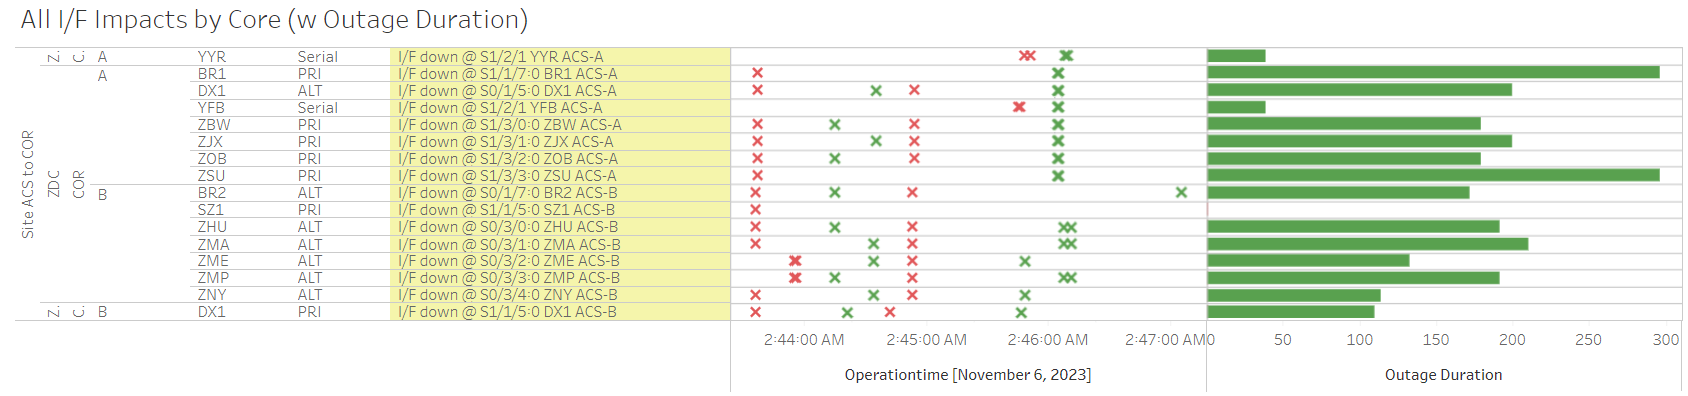 All I/F Impacts by Core (w Outage Duration)
Site ACS to COR
Z.. C.. A YYR Serial I/F down @ S1/2/1 YYR ACS-A
ZDC COR A BR1 PRI I/F down @ S1/1/7:0 BR1 ACS-A
DX1 ALT I/F down @ S0/1/5:0 DX1 ACS-A
YFB Serial I/F down @ S1/2/1 YFB ACS-A
ZBW PRI I/F down @ S1/3/0:0 ZBW ACS-A
ZJX PRI I/F down @ S1/3/1:0 ZJX ACS-A
ZOB PRI I/F down @ S1/3/2:0 ZOB ACS-A
ZSU PRI I/F down @ S1/3/3:0 ZSU ACS-A
B BR2 ALT I/F down @ S0/1/7:0 BR2 ACS-B
SZ1 PRI I/F down @ S1/1/5:0 SZ1 ACS-B
ZHU ALT I/F down @ S0/3/0:0 ZHU ACS-B
ZMA ALT I/F down @ S0/3/1:0 ZMA ACS-B
ZME ALT I/F down @ S0/3/2:0 ZME ACS-B
ZMP ALT I/F down @ S0/3/3:0 ZMP ACS-B
ZNY ALT I/F down @ S0/3/4:0 ZNY ACS-B
Z.. C.. B DX1 PRI I/F down @ S1/1/5:0 DX1 ACS-B
2:44:00 AM 2:45:00 AM 2:46:00 AM 2:47:00 AM 0 50 100 150 200 250 300
Operationtime [November 6, 2023] Outage Duration